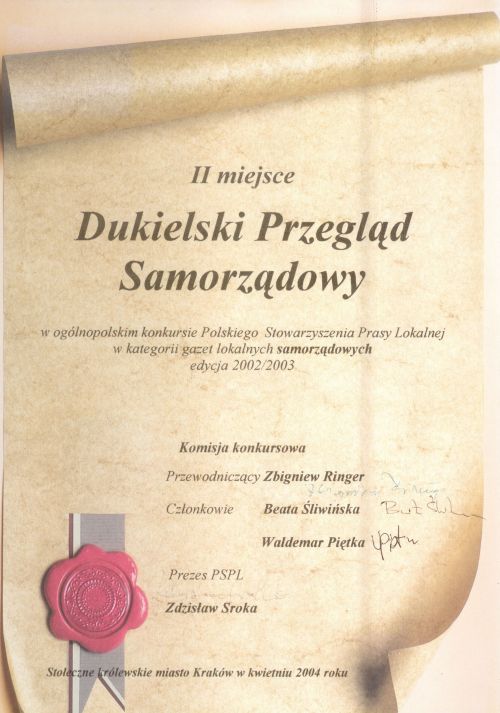 II miejsce
Dukielski Przegląd
Samorządowy
w ogólnopolskim konkursie Polskiego Stowarzyszenia Prasy Lokalnej
w kategorii gazet lokalnych samorządowych
edycja 2002/2003
Komisja konkursowa
Przewodniczący Zbigniew Ringer
Członkowie Beata Śliwińska
Waldemar Piętka
Prezes PSPL
Zdzisław Sroka
Stołeczne królewskie miasto Kraków w kwietniu 2004 roku